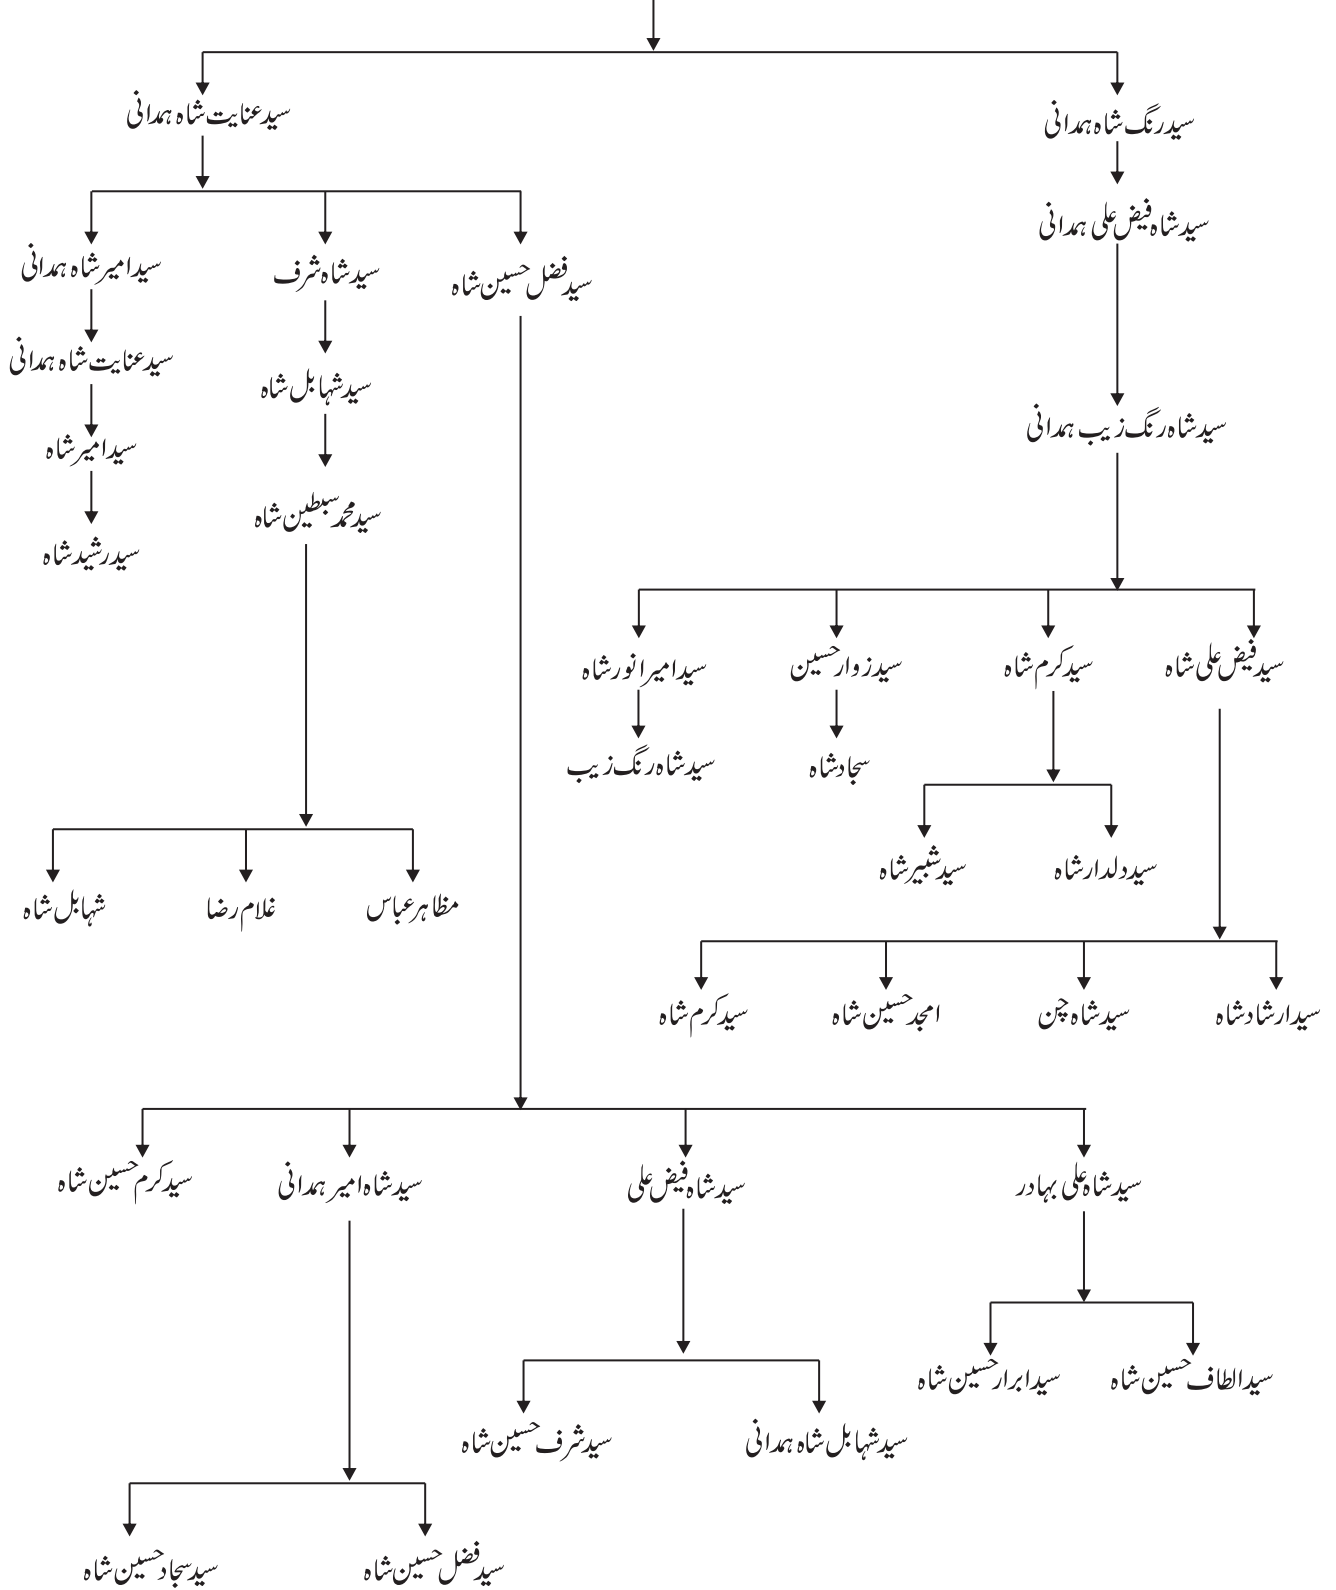 سید رنگ شاہ ہمدانی
سید عنایت شاہ ہمدانی
سید شاہ فیض علی ہمدانی
سید فضل حسین شاہ
سید شاہ شرف
سید امیر شاہ ہمدانی
سید شاہ رنگ زیب ہمدانی
سید شہابل شاہ
سید عنایت شاہ ہمدانی
سید امیر شاہ
سید محمد سبطین شاہ
سید رشید شاہ
سید فیض علی شاہ
سید کرم شاہ
سید زوار حسین
سید امیر انور شاہ
سجاد شاہ
سید شاہ رنگ زیب
سید دلدار شاہ
سید شبیر شاہ
مظاہر عباس
غلام رضا
شہابل شاہ
سید ارشاد شاہ
سید شاہ چن
امجد حسین شاہ
سید کرم شاہ
سید شاہ علی بہادر
سید شاہ فیض علی
سید شاہ امیر ہمدانی
سید کرم حسین شاہ
سید الطاف حسین شاہ
سید ابرار حسین شاہ
سید شہابل شاہ ہمدانی
سید شرف حسین شاہ
سید فضل حسین شاہ
سید سجاد حسین شاہ